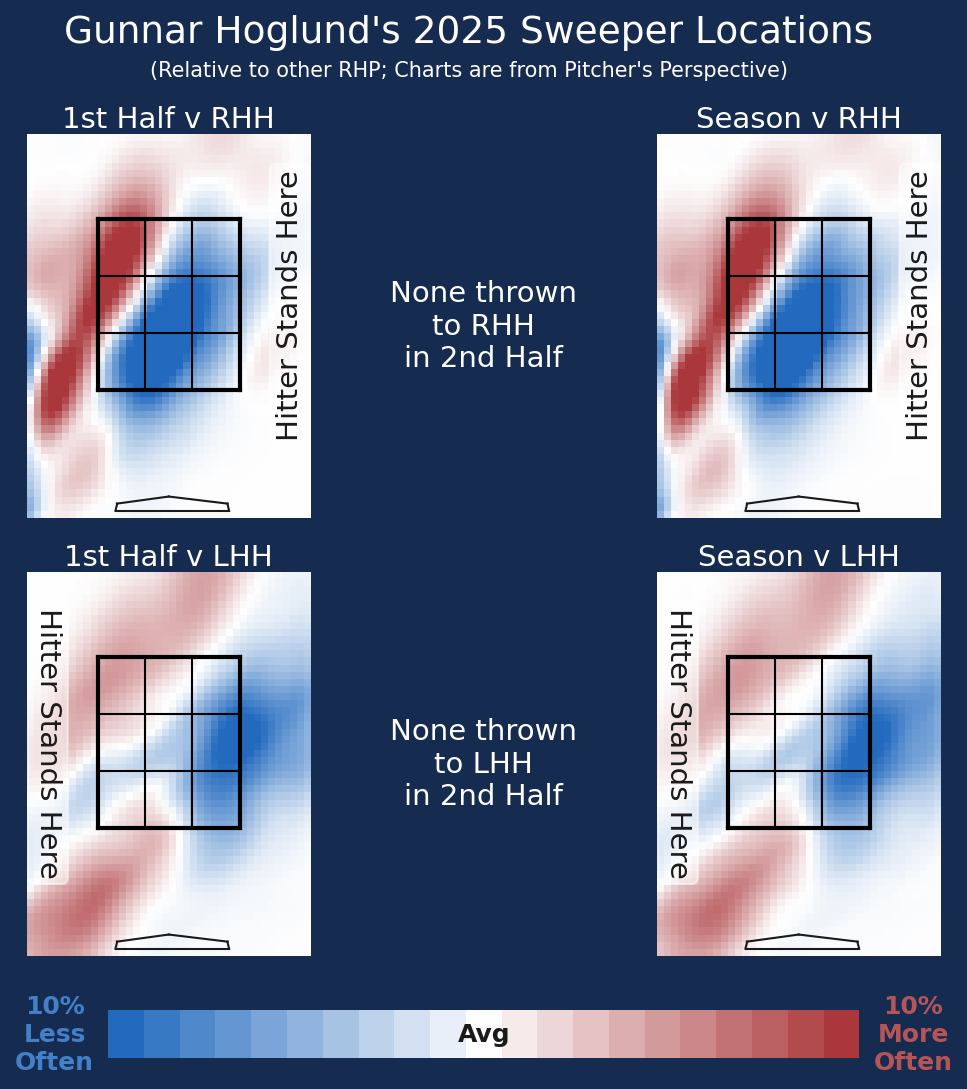 Gunnar Hoglund's 2025 Sweeper Locations
(Relative to other RHP; Charts are from Pitcher's Perspective)
1st Half v RHH
Season v RHH
Hitter Stands Here
None thrown
to RHH
in 2nd Half
Hitter Stands Here
1st Half v LHH
Season v LHH
Hitter Stands Here
None thrown
to LHH
in 2nd Half
Hitter Stands Here
10%
Less
Often
Avg
10%
More
Often